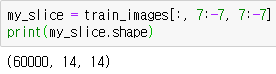 my_slice = train_images[:, 7:-7, 7:-7]
print(my_slice.shape)
(60000, 14, 14)